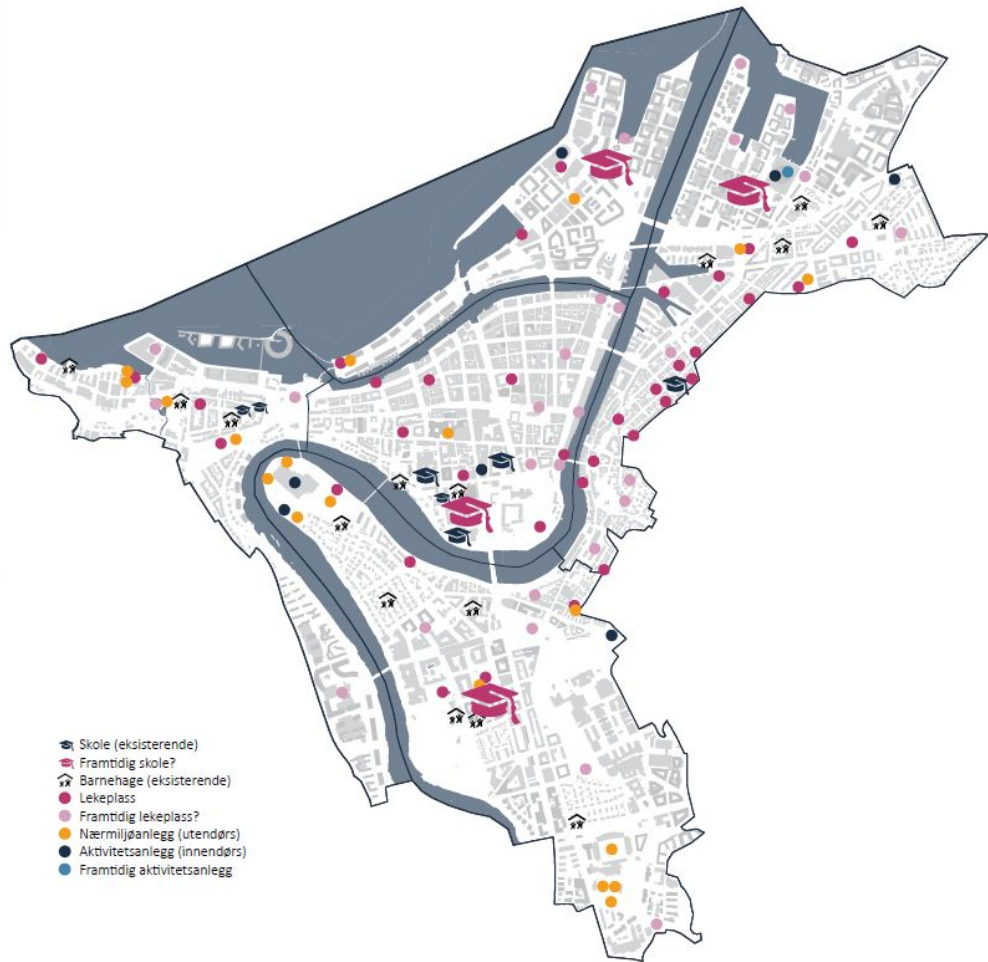 Skole (eksisterende)
Framtidig skole?
Barnehage (eksisterende)
Lekeplass
Framtidig lekeplass?
Nærmiljøanlegg (utendørs)
Aktivitetsanlegg (innendørs)
Framtidig aktivitetsanlegg